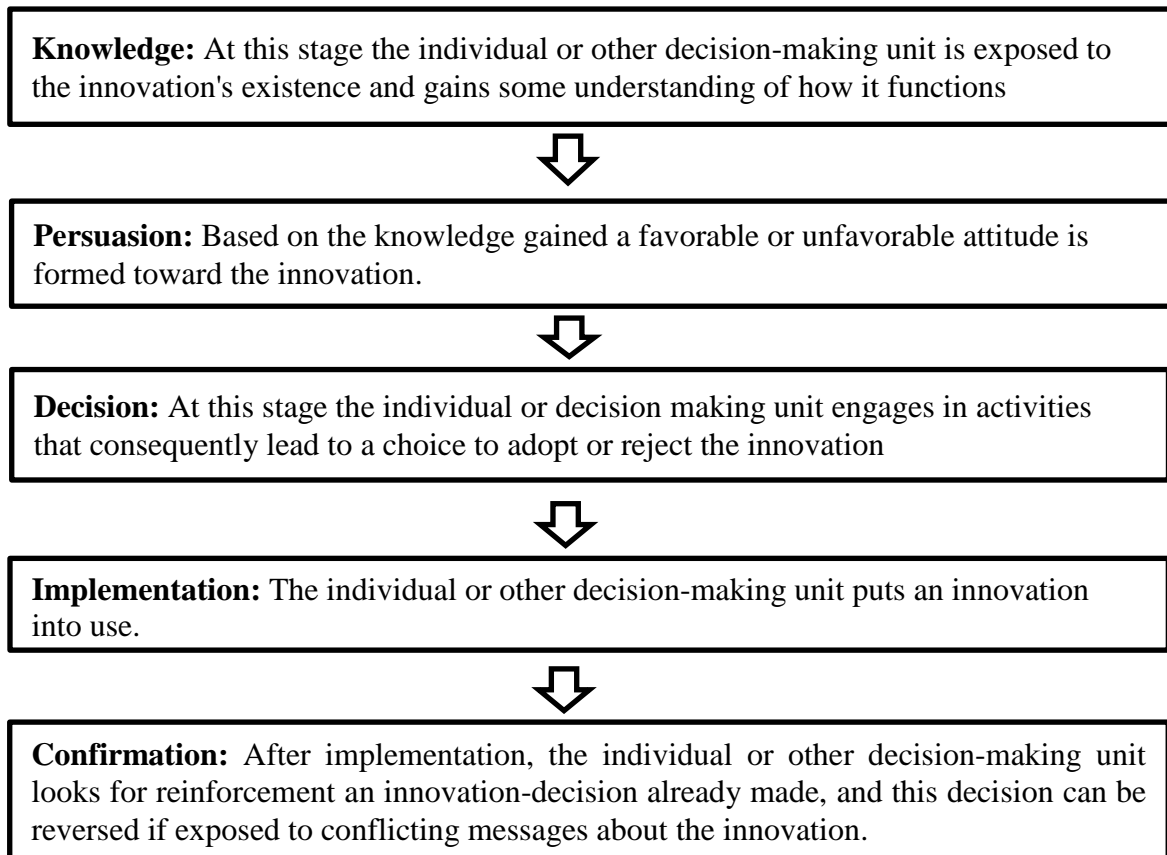 Knowledge: At this stage the individual or other decision-making unit is exposed to
the innovation's existence and gains some understanding of how it functions
Persuasion: Based on the knowledge gained a favorable or unfavorable attitude is
formed toward the innovation.
Decision: At this stage the individual or decision making unit engages in activities
that consequently lead to a choice to adopt or reject the innovation
Implementation: The individual or other decision-making unit puts an innovation
into use.
Confirmation: After implementation, the individual or other decision-making unit
looks for reinforcement an innovation-decision already made, and this decision can be
reversed if exposed to conflicting messages about the innovation.